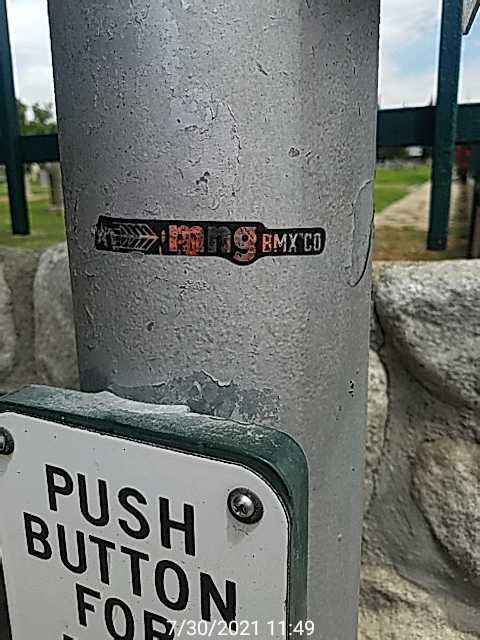 mng BMX CO
PUSH
BUTTON
FOR
7/30/2021 11:49